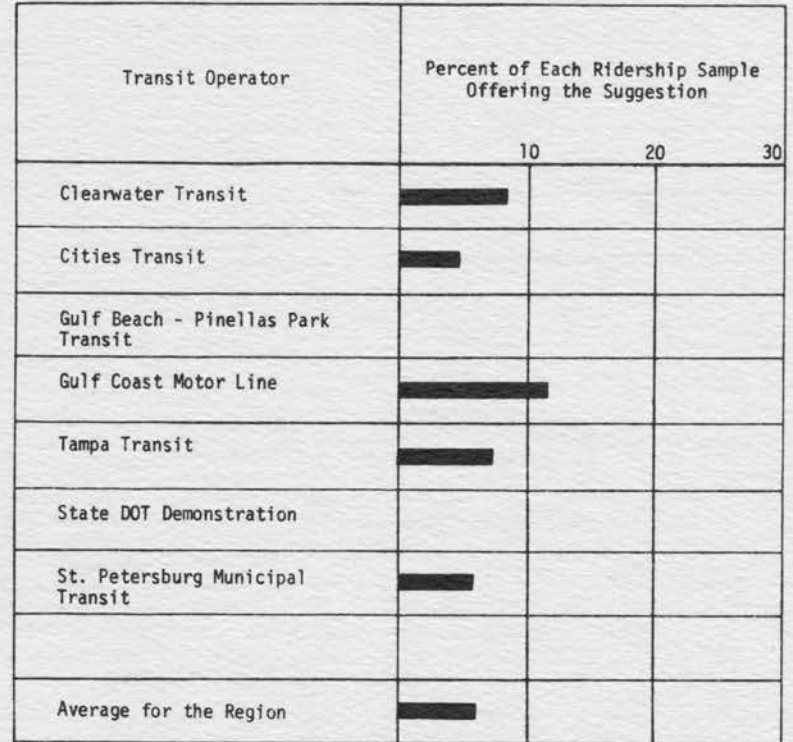 Transit Operator
Percent of Each Ridership Sample
Offering the Suggestion
10 20 30
Clearwater Transit
Cities Transit
Gulf Beach - Pinellas Park
Transit
Gulf Coast Motor Line
Tampa Transit
State DOT Demonstration
St. Petersburg Municipal
Transit
Average for the Region